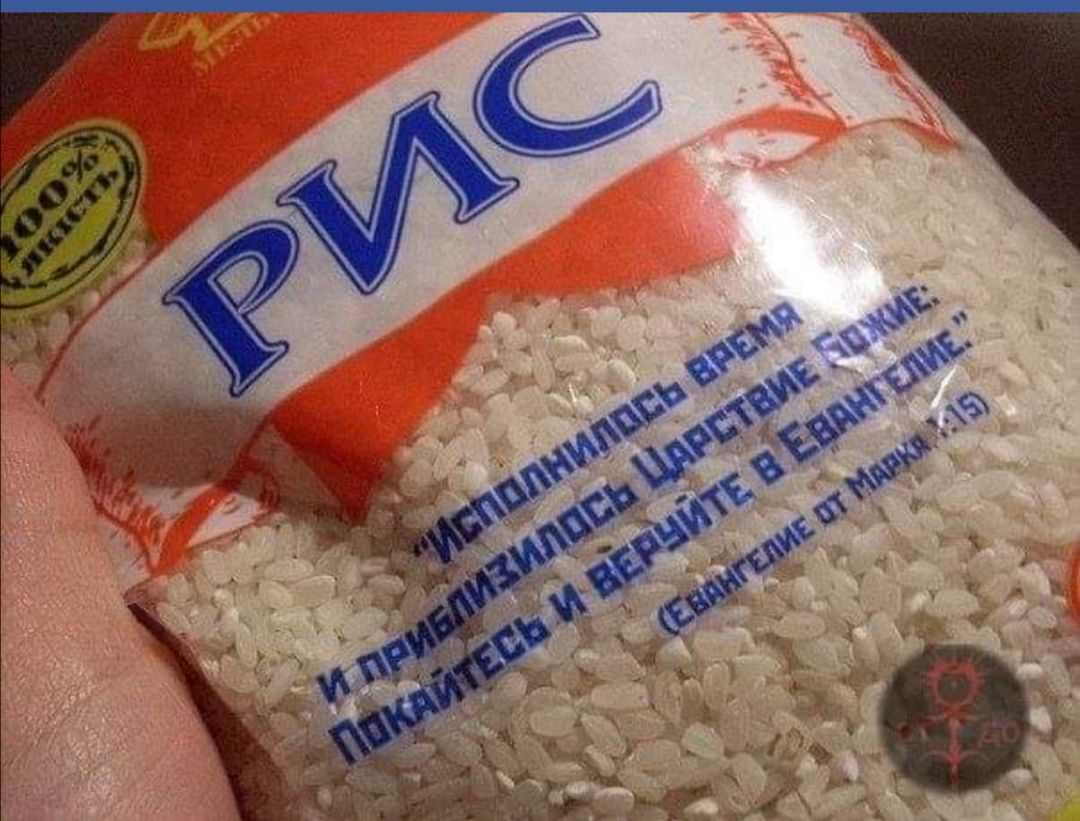 100%
РИС
"Исполнилось время
и приблизилось Царствие Божие:
Покайтесь и веруйте в Евангелие."
(Евангелие от Марка 1:15)